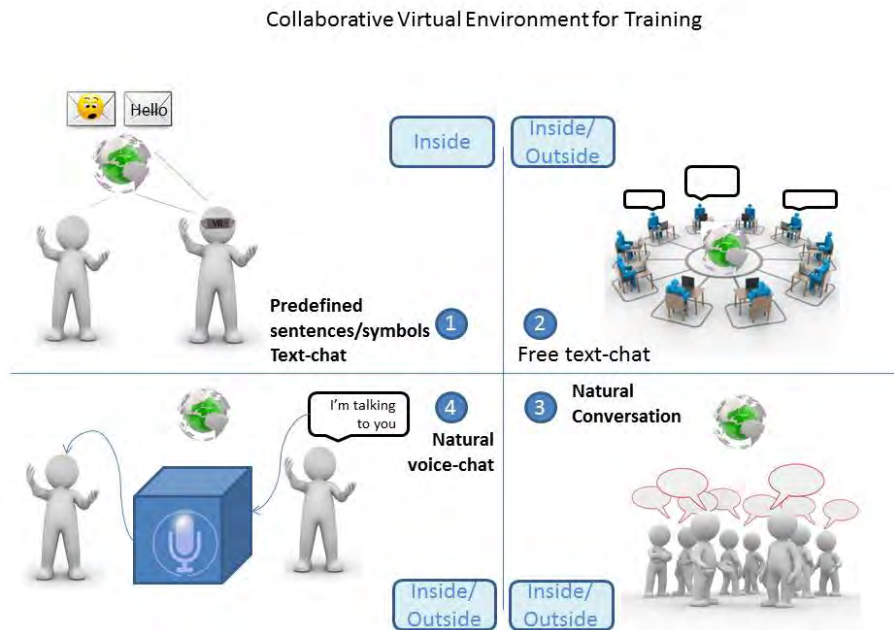 Collaborative Virtual Environment for Training
Hello
Inside
Inside/
Outside
Predefined
sentences/symbols
Text-chat
1
2
Free text-chat
I'm talking
to you
4
Natural
voice-chat
3
Natural
Conversation
Inside/
Outside
Inside/
Outside